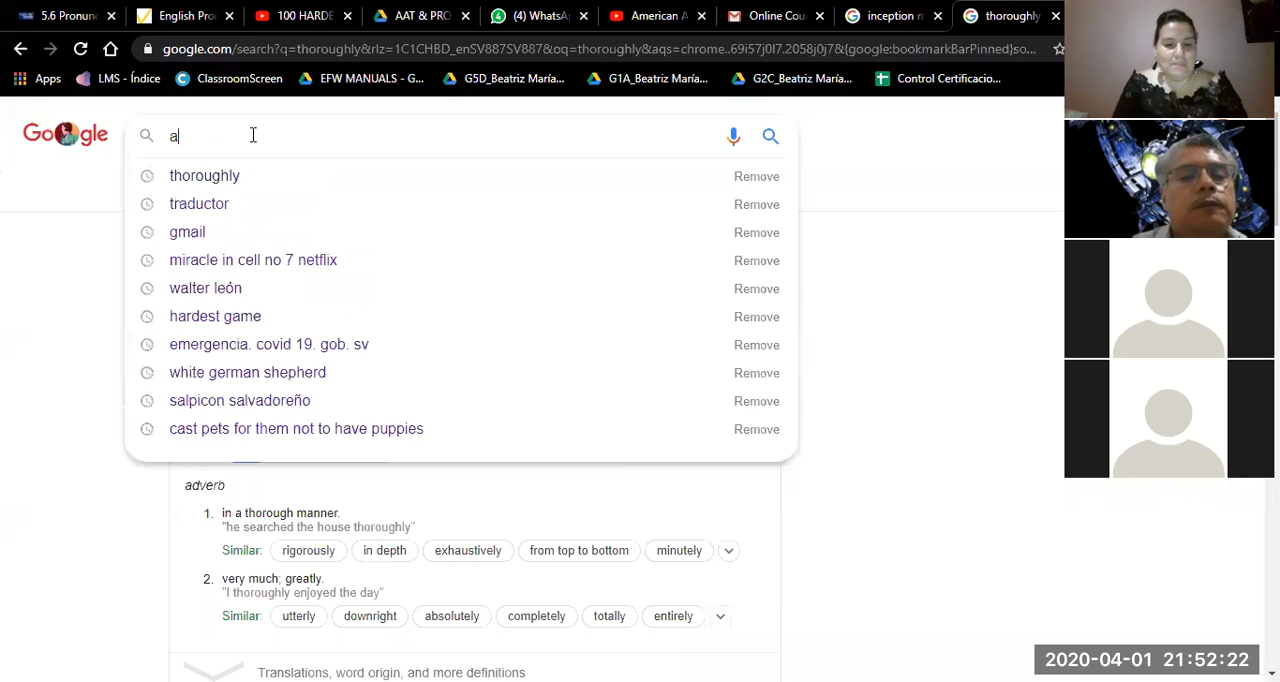 5.6 Pronun
English Pro
100 HARDE
AAT & PRO
(4) WhatsA
American A
Online Cou
inception m
thoroughly
google.com/search?q=thoroughly&rlz=1C1CHBD_enSV887SV887&oq=thoroughly&aqs=chrome..69i57j0l7.2058j0j7&{google:bookmarkBarPinned}so...
Apps
LMS - Índice
ClassroomScreen
EFW MANUALS - G...
G5D_Beatriz María...
G1A_Beatriz María...
G2C_Beatriz María...
Control Certificacio...
Google
a
thoroughly Remove
traductor Remove
gmail Remove
miracle in cell no 7 netflix Remove
walter león Remove
hardest game Remove
emergencia. covid 19. gob. sv Remove
white german shepherd Remove
salpicon salvadoreño Remove
cast pets for them not to have puppies Remove
adverb
1. in a thorough manner.
"he searched the house thoroughly"
Similar: rigorously in depth exhaustively from top to bottom minutely
2. very much; greatly.
"I thoroughly enjoyed the day"
Similar: utterly downright absolutely completely totally entirely
Translations, word origin, and more definitions
2020-04-01 21:52:22